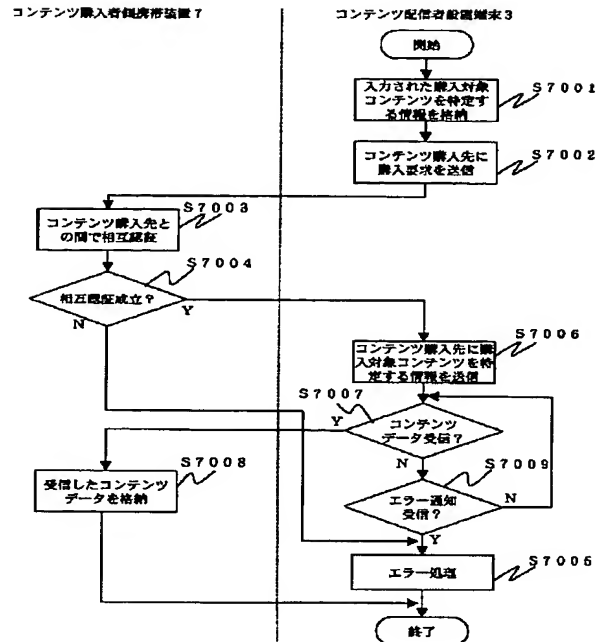 コンテンツ購入者側携帯装置7
コンテンツ配信者設置端末3
開始
入力された購入対象
コンテンツを特定す
る情報を格納
S7001
コンテンツ購入先に
購入要求を送信
S7002
S7003
コンテンツ購入先と
の間で相互認証
S7004
相互認証成立?
N
Y
コンテンツ購入先に購
入対象コンテンツを特
定する情報を送信
S7006
S7007
Y
コンテンツ
データ受信?
N
S7008
受信したコンテンツ
データを格納
S7009
エラー通知
受信?
N
Y
エラー処理
S7005
終了